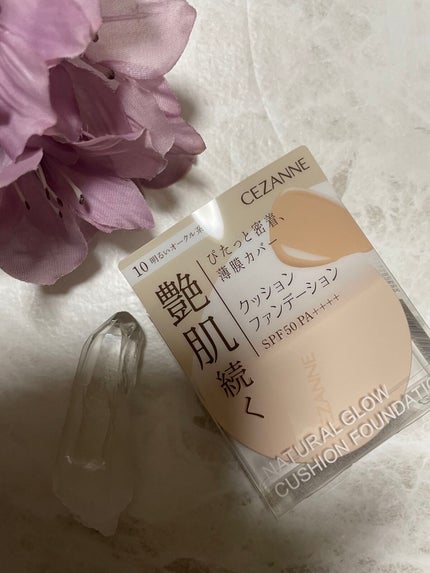 CEZANNE
10 明るいオークル系
ぴたっと密着、
薄膜カバー
艶肌続く
クッション
ファンデーション
SPF50 PA++++
ZANNE
NATURAL GLOW
CUSHION FOUNDATIO